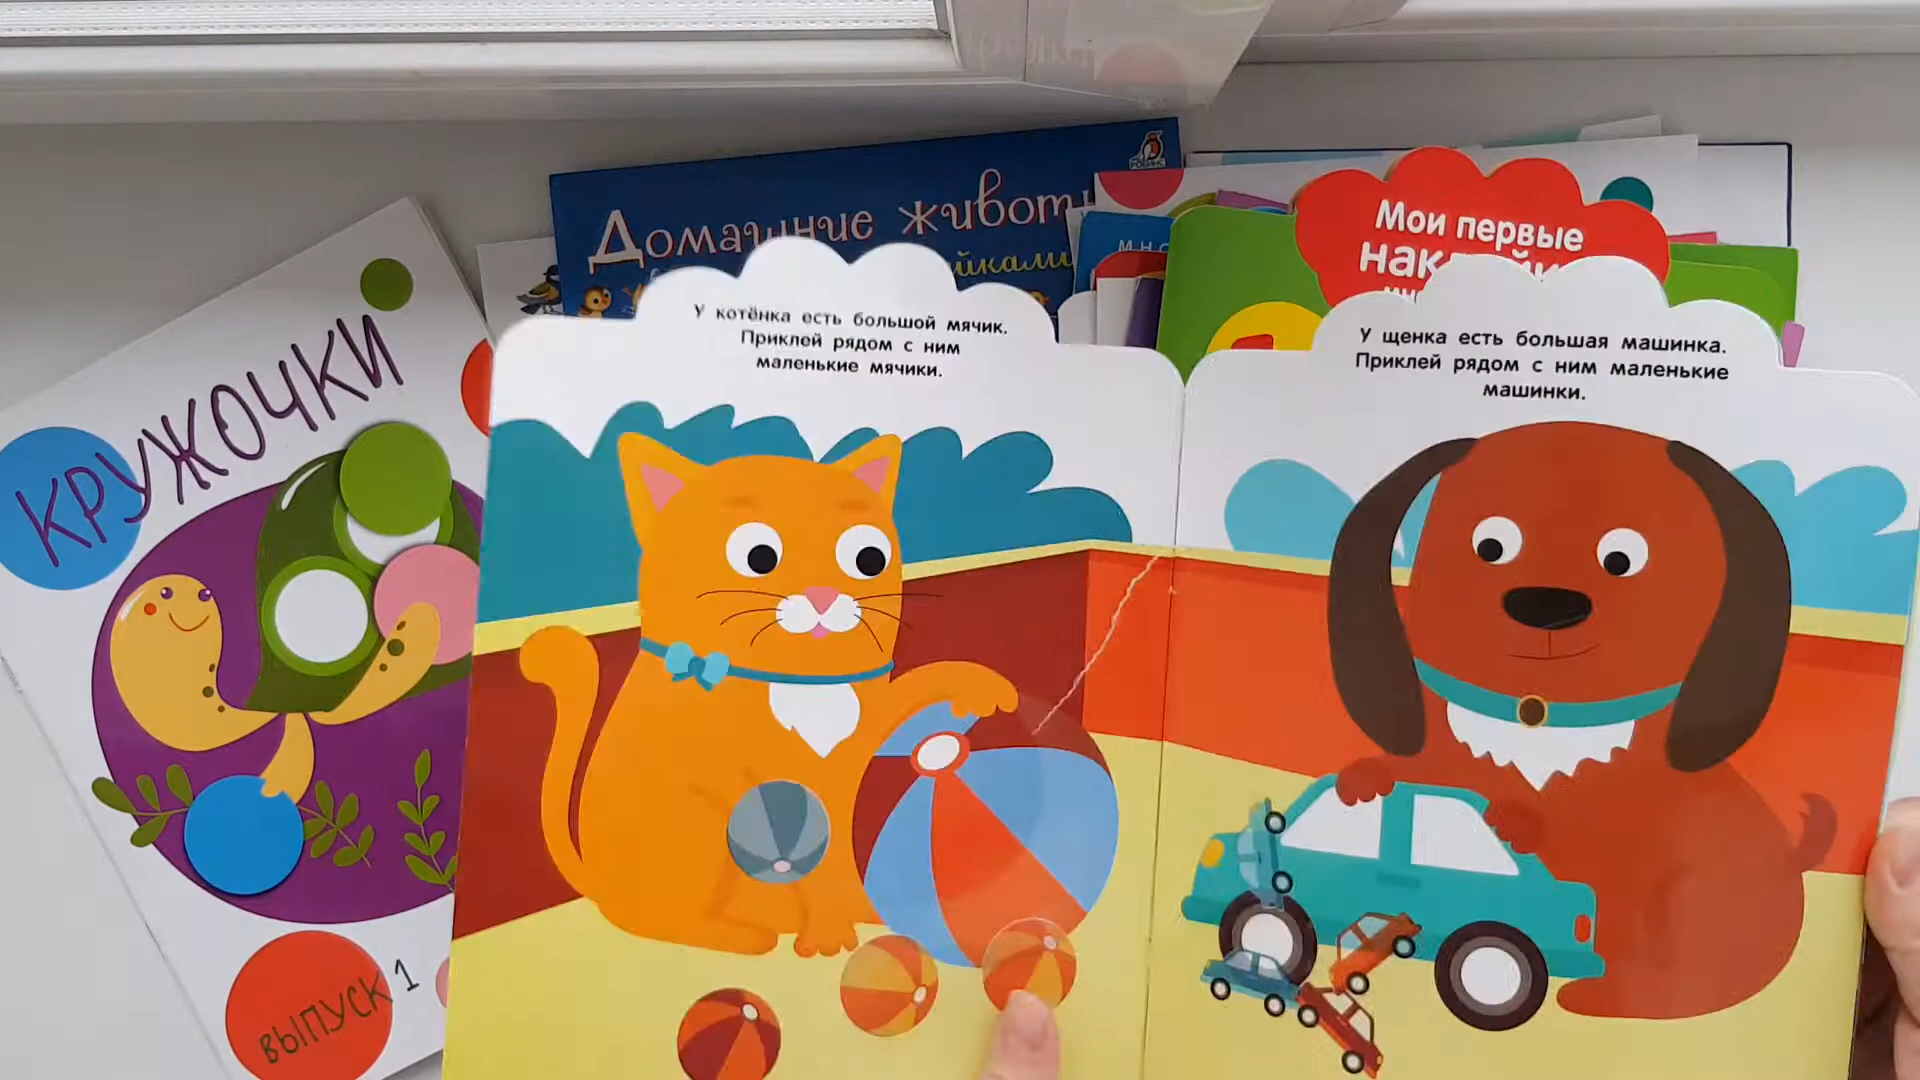 РОБИНС
Домашние
Мои первые
КРУЖОЧКИ
У котёнка есть большой мячик.
Приклей рядом с ним
маленькие мячики.
У щенка есть большая машинка.
Приклей рядом с ним маленькие
машинки.
ВЫПУСК 1